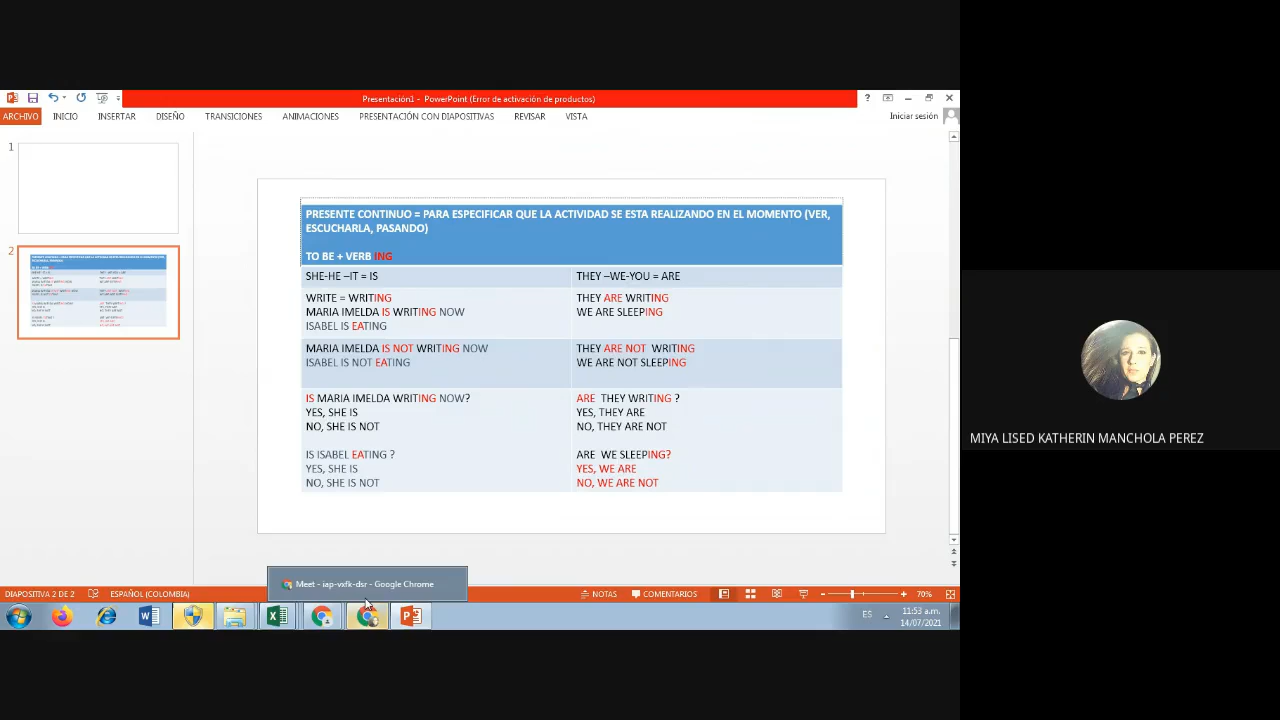 Presentación1 - PowerPoint (Error de activación de productos)
ARCHIVO INICIO INSERTAR DISEÑO TRANSICIONES ANIMACIONES PRESENTACIÓN CON DIAPOSITIVAS REVISAR VISTA Iniciar sesión
1
2
PRESENTE CONTINUO = PARA ESPECIFICAR QUE LA ACTIVIDAD SE ESTA REALIZANDO EN EL MOMENTO (VER,
ESCUCHARLA, PASANDO)
TO BE + VERB ING
SHE-HE –IT = IS
THEY –WE-YOU = ARE
WRITE = WRITING
MARIA IMELDA IS WRITING NOW
ISABEL IS EATING
THEY ARE WRITING
WE ARE SLEEPING
MARIA IMELDA IS NOT WRITING NOW
ISABEL IS NOT EATING
THEY ARE NOT WRITING
WE ARE NOT SLEEPING
IS MARIA IMELDA WRITING NOW?
YES, SHE IS
NO, SHE IS NOT
IS ISABEL EATING ?
YES, SHE IS
NO, SHE IS NOT
ARE THEY WRITING ?
YES, THEY ARE
NO, THEY ARE NOT
ARE WE SLEEPING?
YES, WE ARE
NO, WE ARE NOT
MIYA LISED KATHERIN MANCHOLA PEREZ
Meet - iap-vxfk-dsr - Google Chrome
DIAPOSITIVA 2 DE 2 ESPAÑOL (COLOMBIA) NOTAS COMENTARIOS 70%
ES 11:53 a.m.
14/07/2021